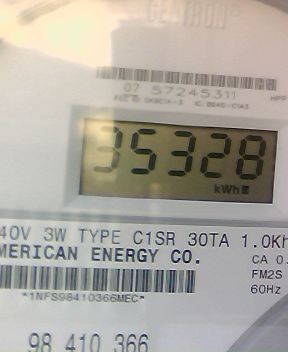 CENTRON®
07 57245311
35328
kWh
40V 3W TYPE C1SR 30TA 1.0Kh
MERICAN ENERGY CO.
CA 0.
FM2S
60Hz
*1NFS98410366MEC*
98 410 366